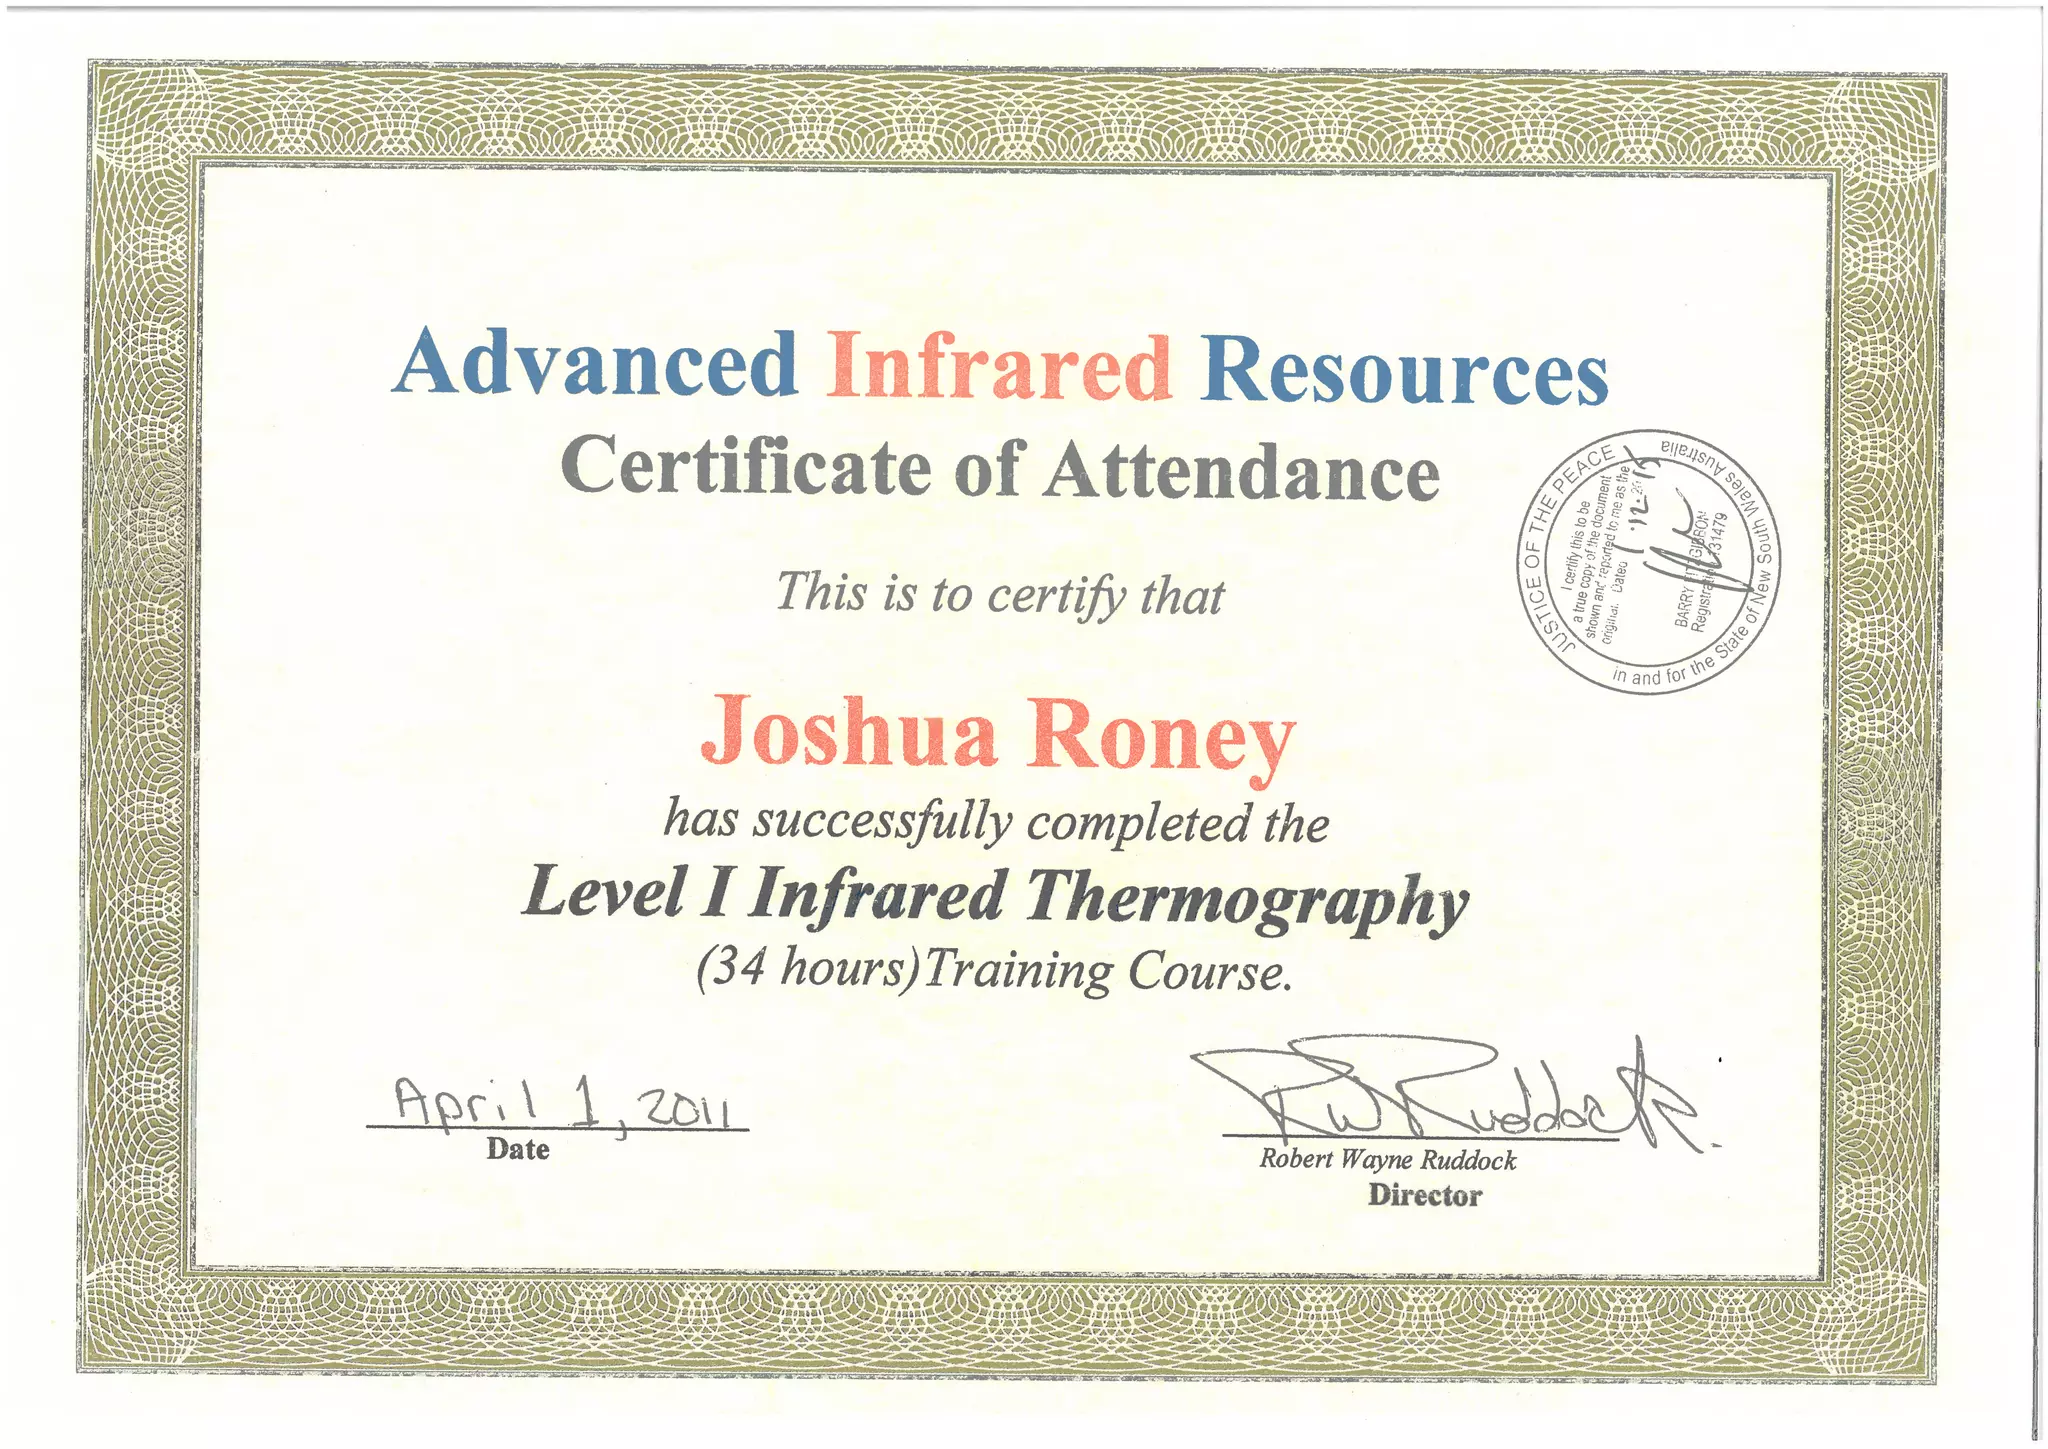 Advanced Infrared Resources
Certificate of Attendance
This is to certify that
Joshua Roney
has successfully completed the
Level I Infrared Thermography
(34 hours)Training Course.
April 1, 2011
Date
RWRuddock
Robert Wayne Ruddock
Director
JUSTICE OF THE PEACE
I certify this to be
a true copy of the document
shown and reported to me as the
original. Dated
BARRY
Registration
in and for the State of New South Wales Australia